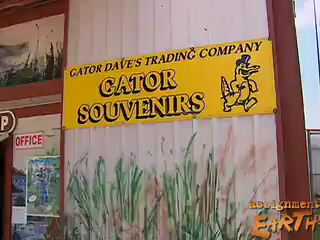 GATOR DAVE'S TRADING COMPANY
GATOR
SOUVENIRS
P
OFFICE
assignment
EARTH